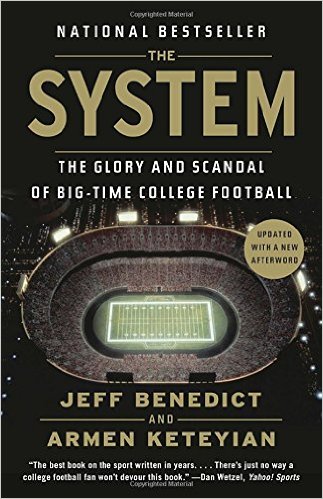 NATIONAL BESTSELLER
THE
SYSTEM
THE GLORY AND SCANDAL
OF BIG-TIME COLLEGE FOOTBALL
UPDATED
WITH A NEW
AFTERWORD
JEFF BENEDICT
AND
ARMEN KETEYIAN
"The best book on the sport written in years. . . . There's just no way a
college football fan won't devour this book." —Dan Wetzel, Yahoo! Sports